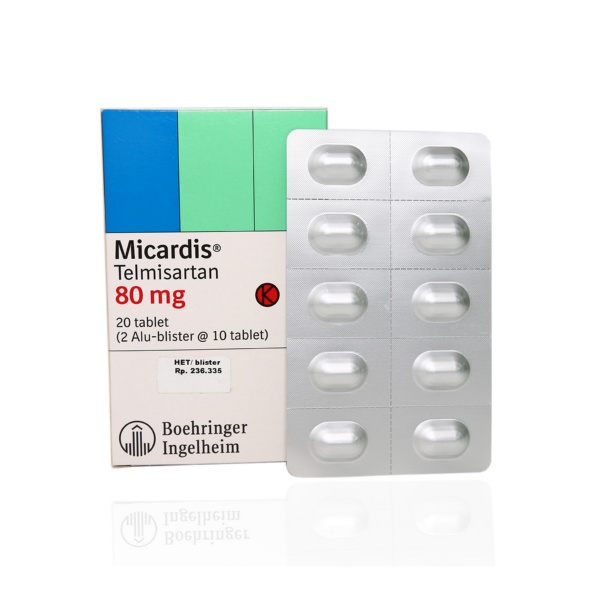 Micardis®
Telmisartan
80 mg
K
20 tablet
(2 Alu-blister @ 10 tablet)
HET/ blister
Rp. 236.335
Boehringer
Ingelheim